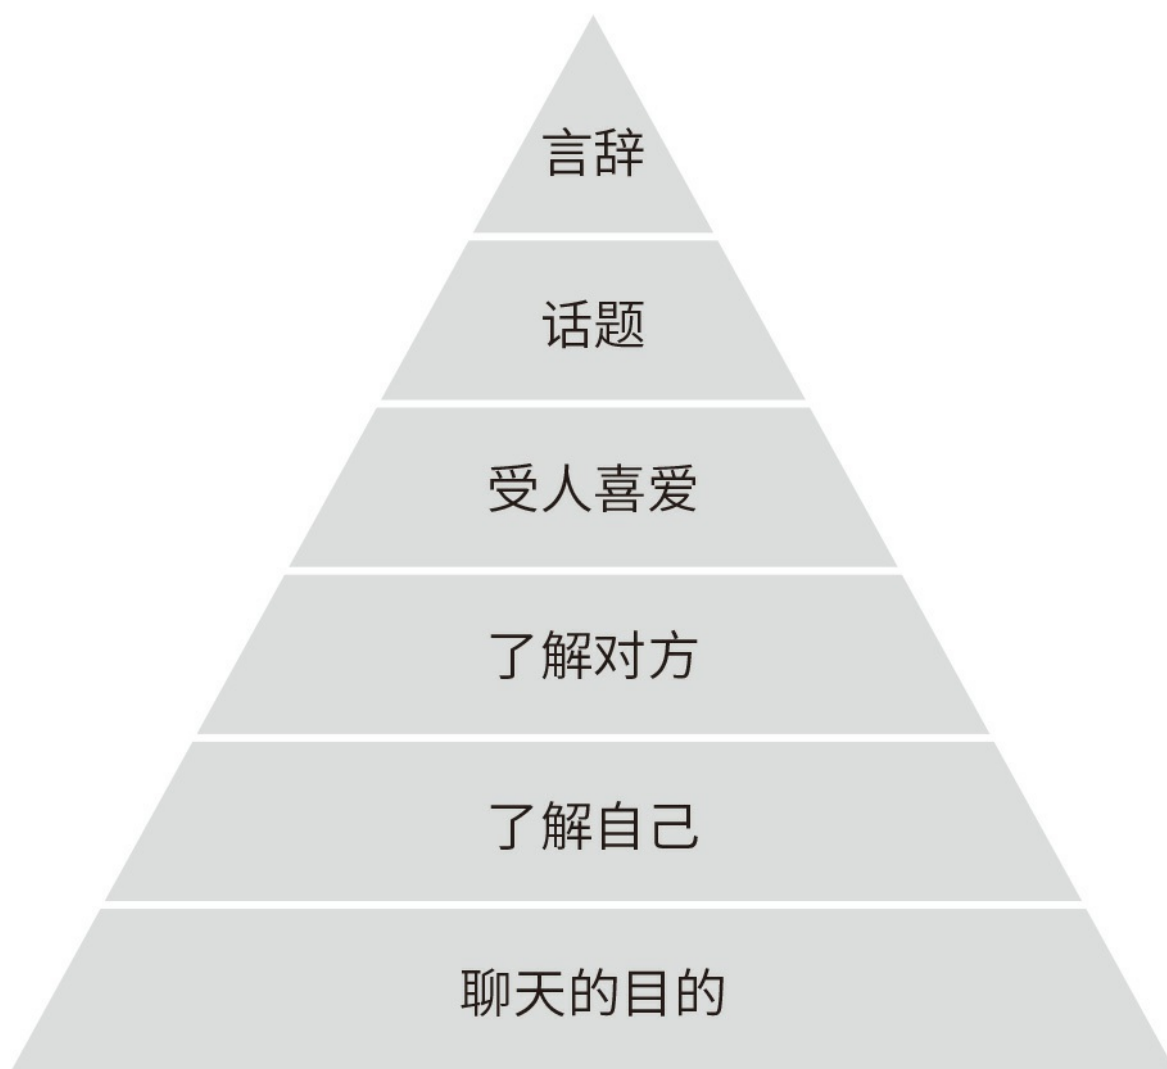 言辞
话题
受人喜爱
了解对方
了解自己
聊天的目的